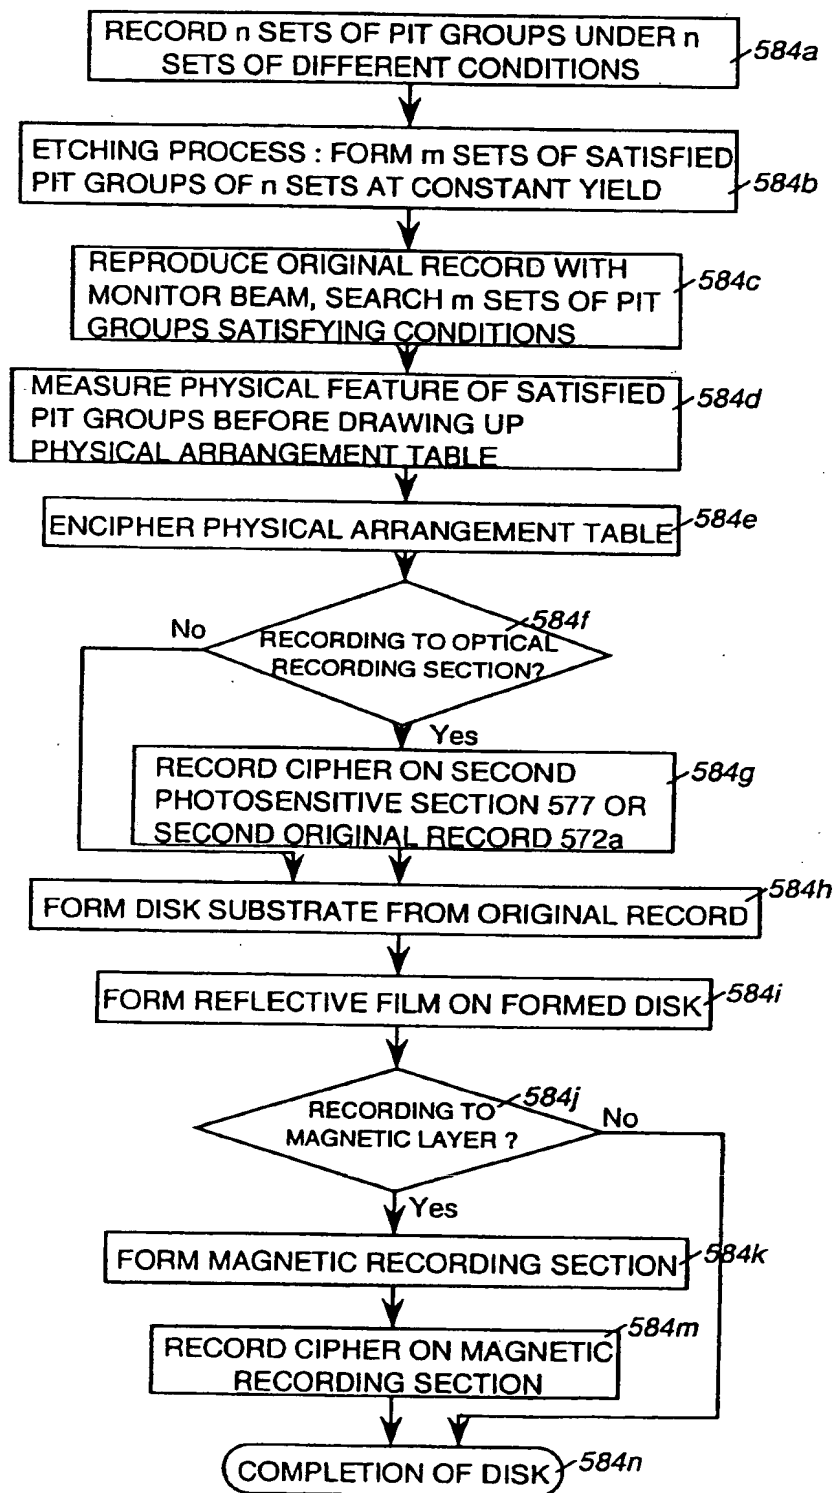 RECORD n SETS OF PIT GROUPS UNDER n
SETS OF DIFFERENT CONDITIONS
584a
ETCHING PROCESS : FORM m SETS OF SATISFIED
PIT GROUPS OF n SETS AT CONSTANT YIELD
584b
REPRODUCE ORIGINAL RECORD WITH
MONITOR BEAM, SEARCH m SETS OF PIT
GROUPS SATISFYING CONDITIONS
584c
MEASURE PHYSICAL FEATURE OF SATISFIED
PIT GROUPS BEFORE DRAWING UP
PHYSICAL ARRANGEMENT TABLE
584d
ENCIPHER PHYSICAL ARRANGEMENT TABLE
584e
584f
No
RECORDING TO OPTICAL
RECORDING SECTION?
Yes
RECORD CIPHER ON SECOND
PHOTOSENSITIVE SECTION 577 OR
SECOND ORIGINAL RECORD 572a
584g
584h
FORM DISK SUBSTRATE FROM ORIGINAL RECORD
FORM REFLECTIVE FILM ON FORMED DISK
584i
584j
RECORDING TO
MAGNETIC LAYER ?
No
Yes
FORM MAGNETIC RECORDING SECTION
584k
584m
RECORD CIPHER ON MAGNETIC
RECORDING SECTION
COMPLETION OF DISK
584n